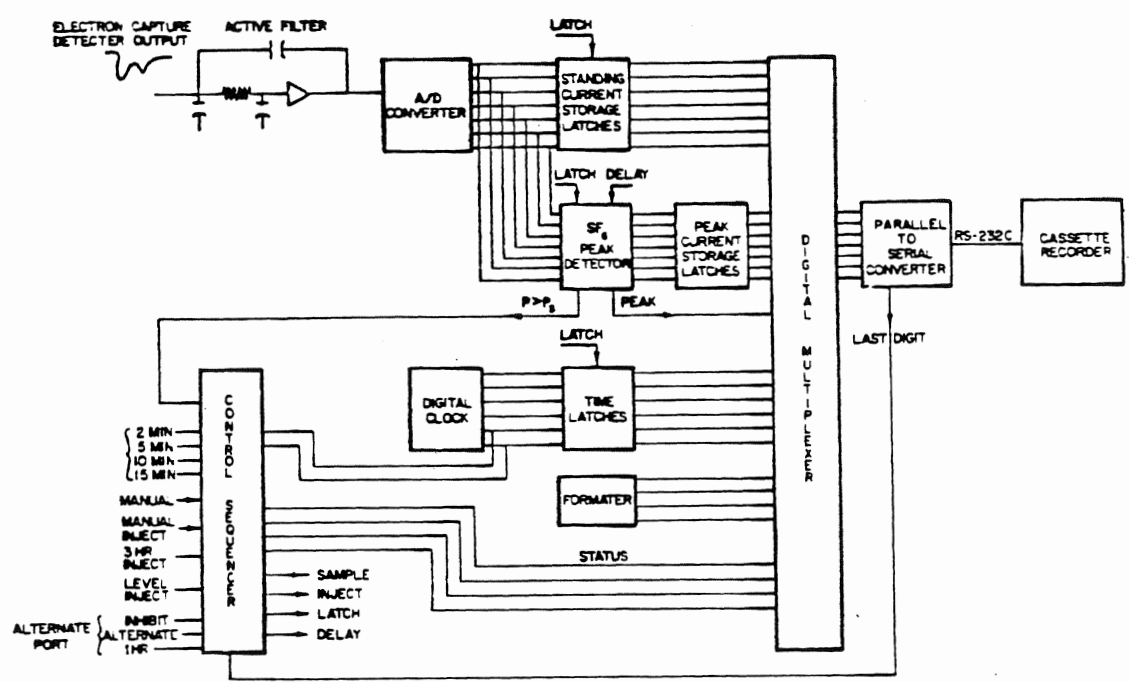 ELECTRON CAPTURE
DETECTER OUTPUT
ACTIVE FILTER
A/D
CONVERTER
LATCH
STANDING
CURRENT
STORAGE
LATCHES
LATCH DELAY
SF6
PEAK
DETECTOR
PEAK
CURRENT
STORAGE
LATCHES
P>Ps
PEAK
DIGITAL MULTIPLEXER
PARALLEL
TO
SERIAL
CONVERTER
RS-232C
CASSETTE
RECORDER
LAST DIGIT
LATCH
DIGITAL
CLOCK
TIME
LATCHES
FORMATER
STATUS
CONTROL SEQUENCER
2 MIN
5 MIN
10 MIN
15 MIN
MANUAL
MANUAL
INJECT
3 HR
INJECT
LEVEL
INJECT
ALTERNATE
PORT
INHIBIT
ALTERNATE
1 HR
SAMPLE
INJECT
LATCH
DELAY